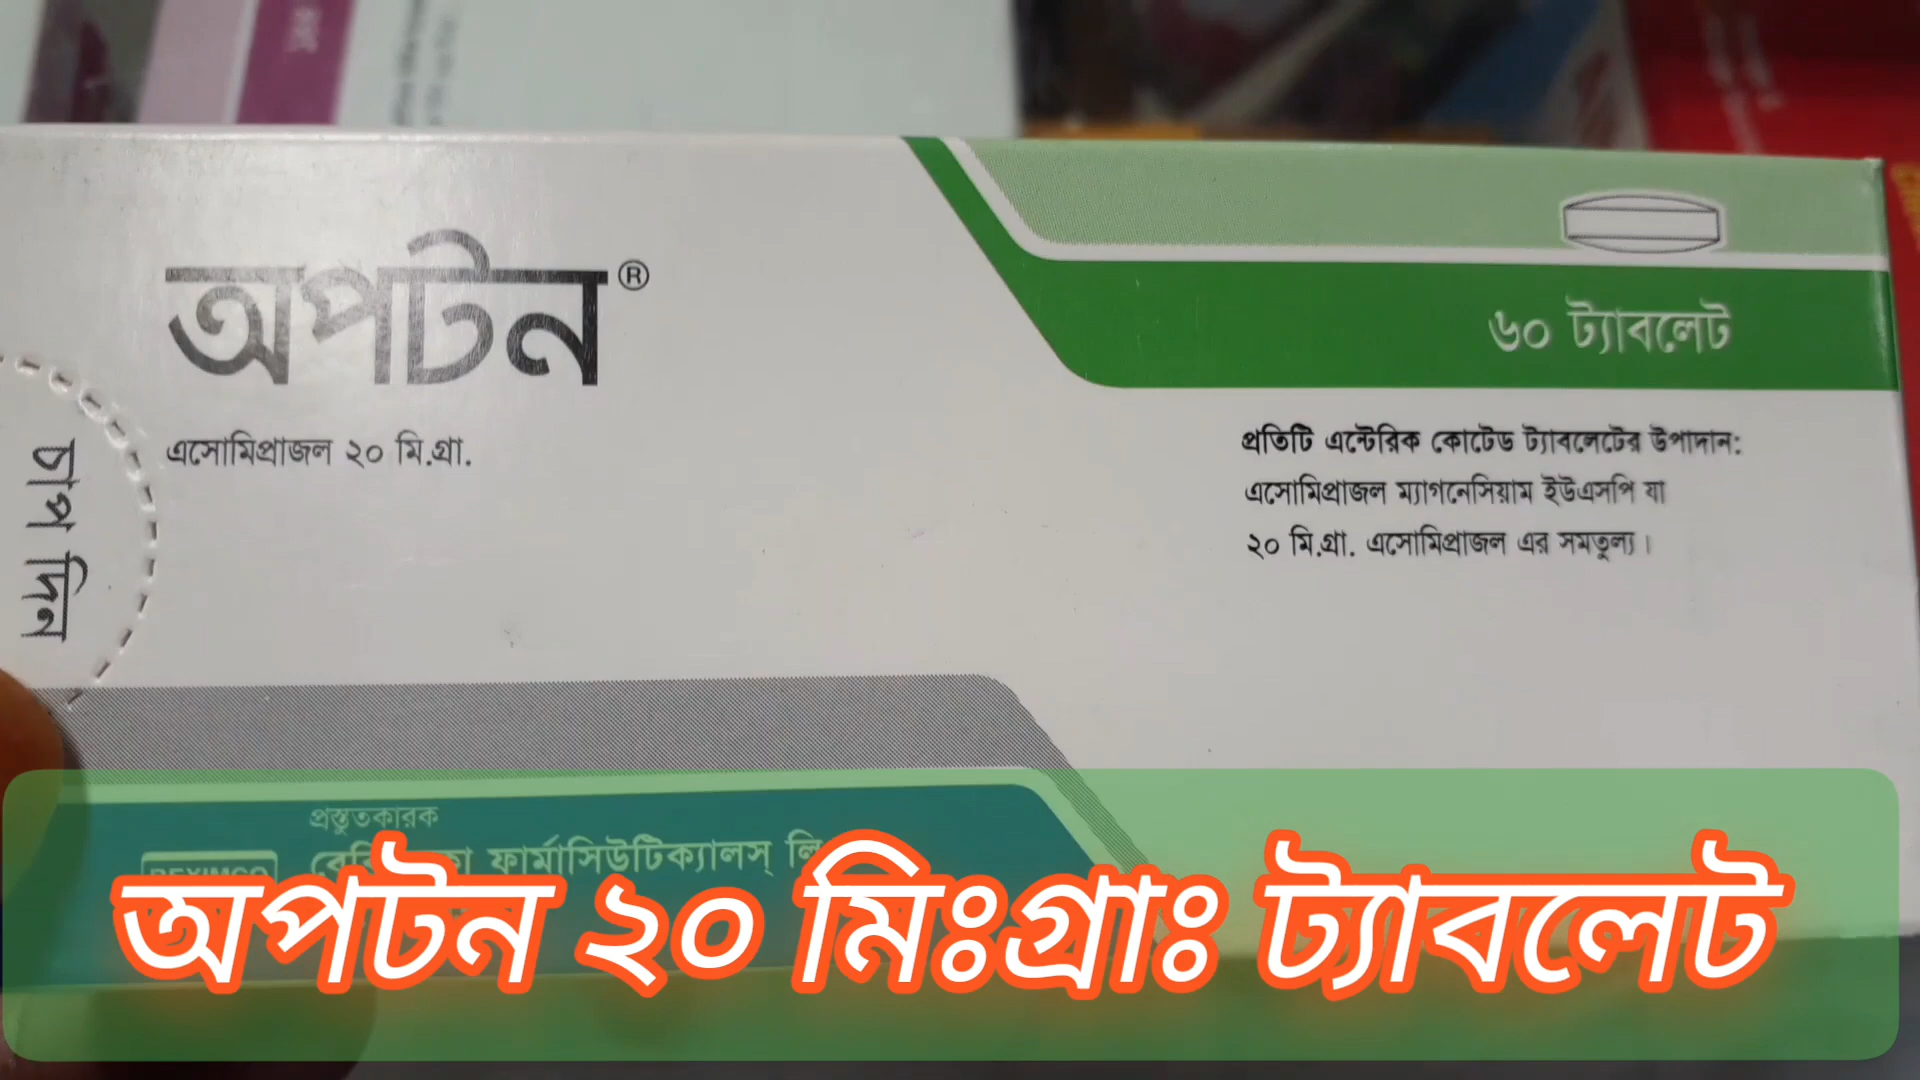 অপটন®
এসোমিপ্রাজল ২০ মি.গ্রা.
চাপ দিন
৬০ ট্যাবলেট
প্রতিটি এন্টেরিক কোটেড ট্যাবলেটের উপাদান:
এসোমিপ্রাজল ম্যাগনেসিয়াম ইউএসপি যা
২০ মি.গ্রা. এসোমিপ্রাজল এর সমতুল্য।
প্রস্তুতকারক
ফার্মাসিউটিক্যালস্ লি
BEXIMCO
অপটন ২০ মিঃগ্রাঃ ট্যাবলেট